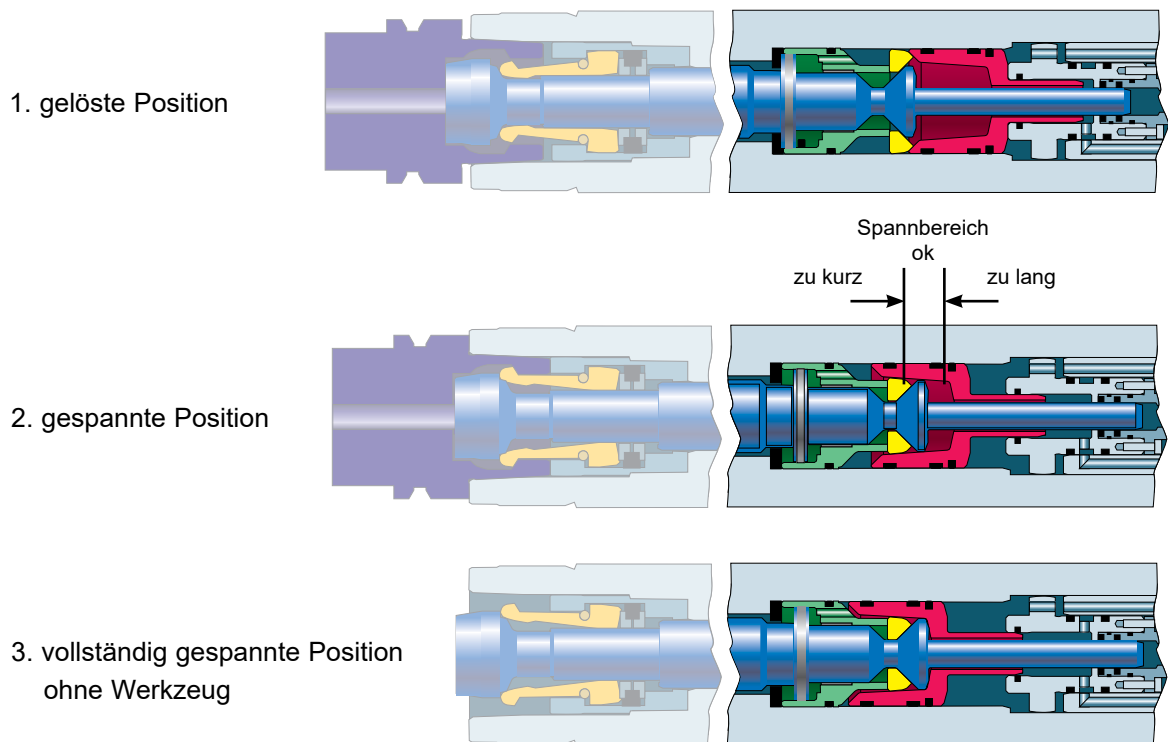 1. gelöste Position
Spannbereich
ok
zu kurz
zu lang
2. gespannte Position
3. vollständig gespannte Position
ohne Werkzeug